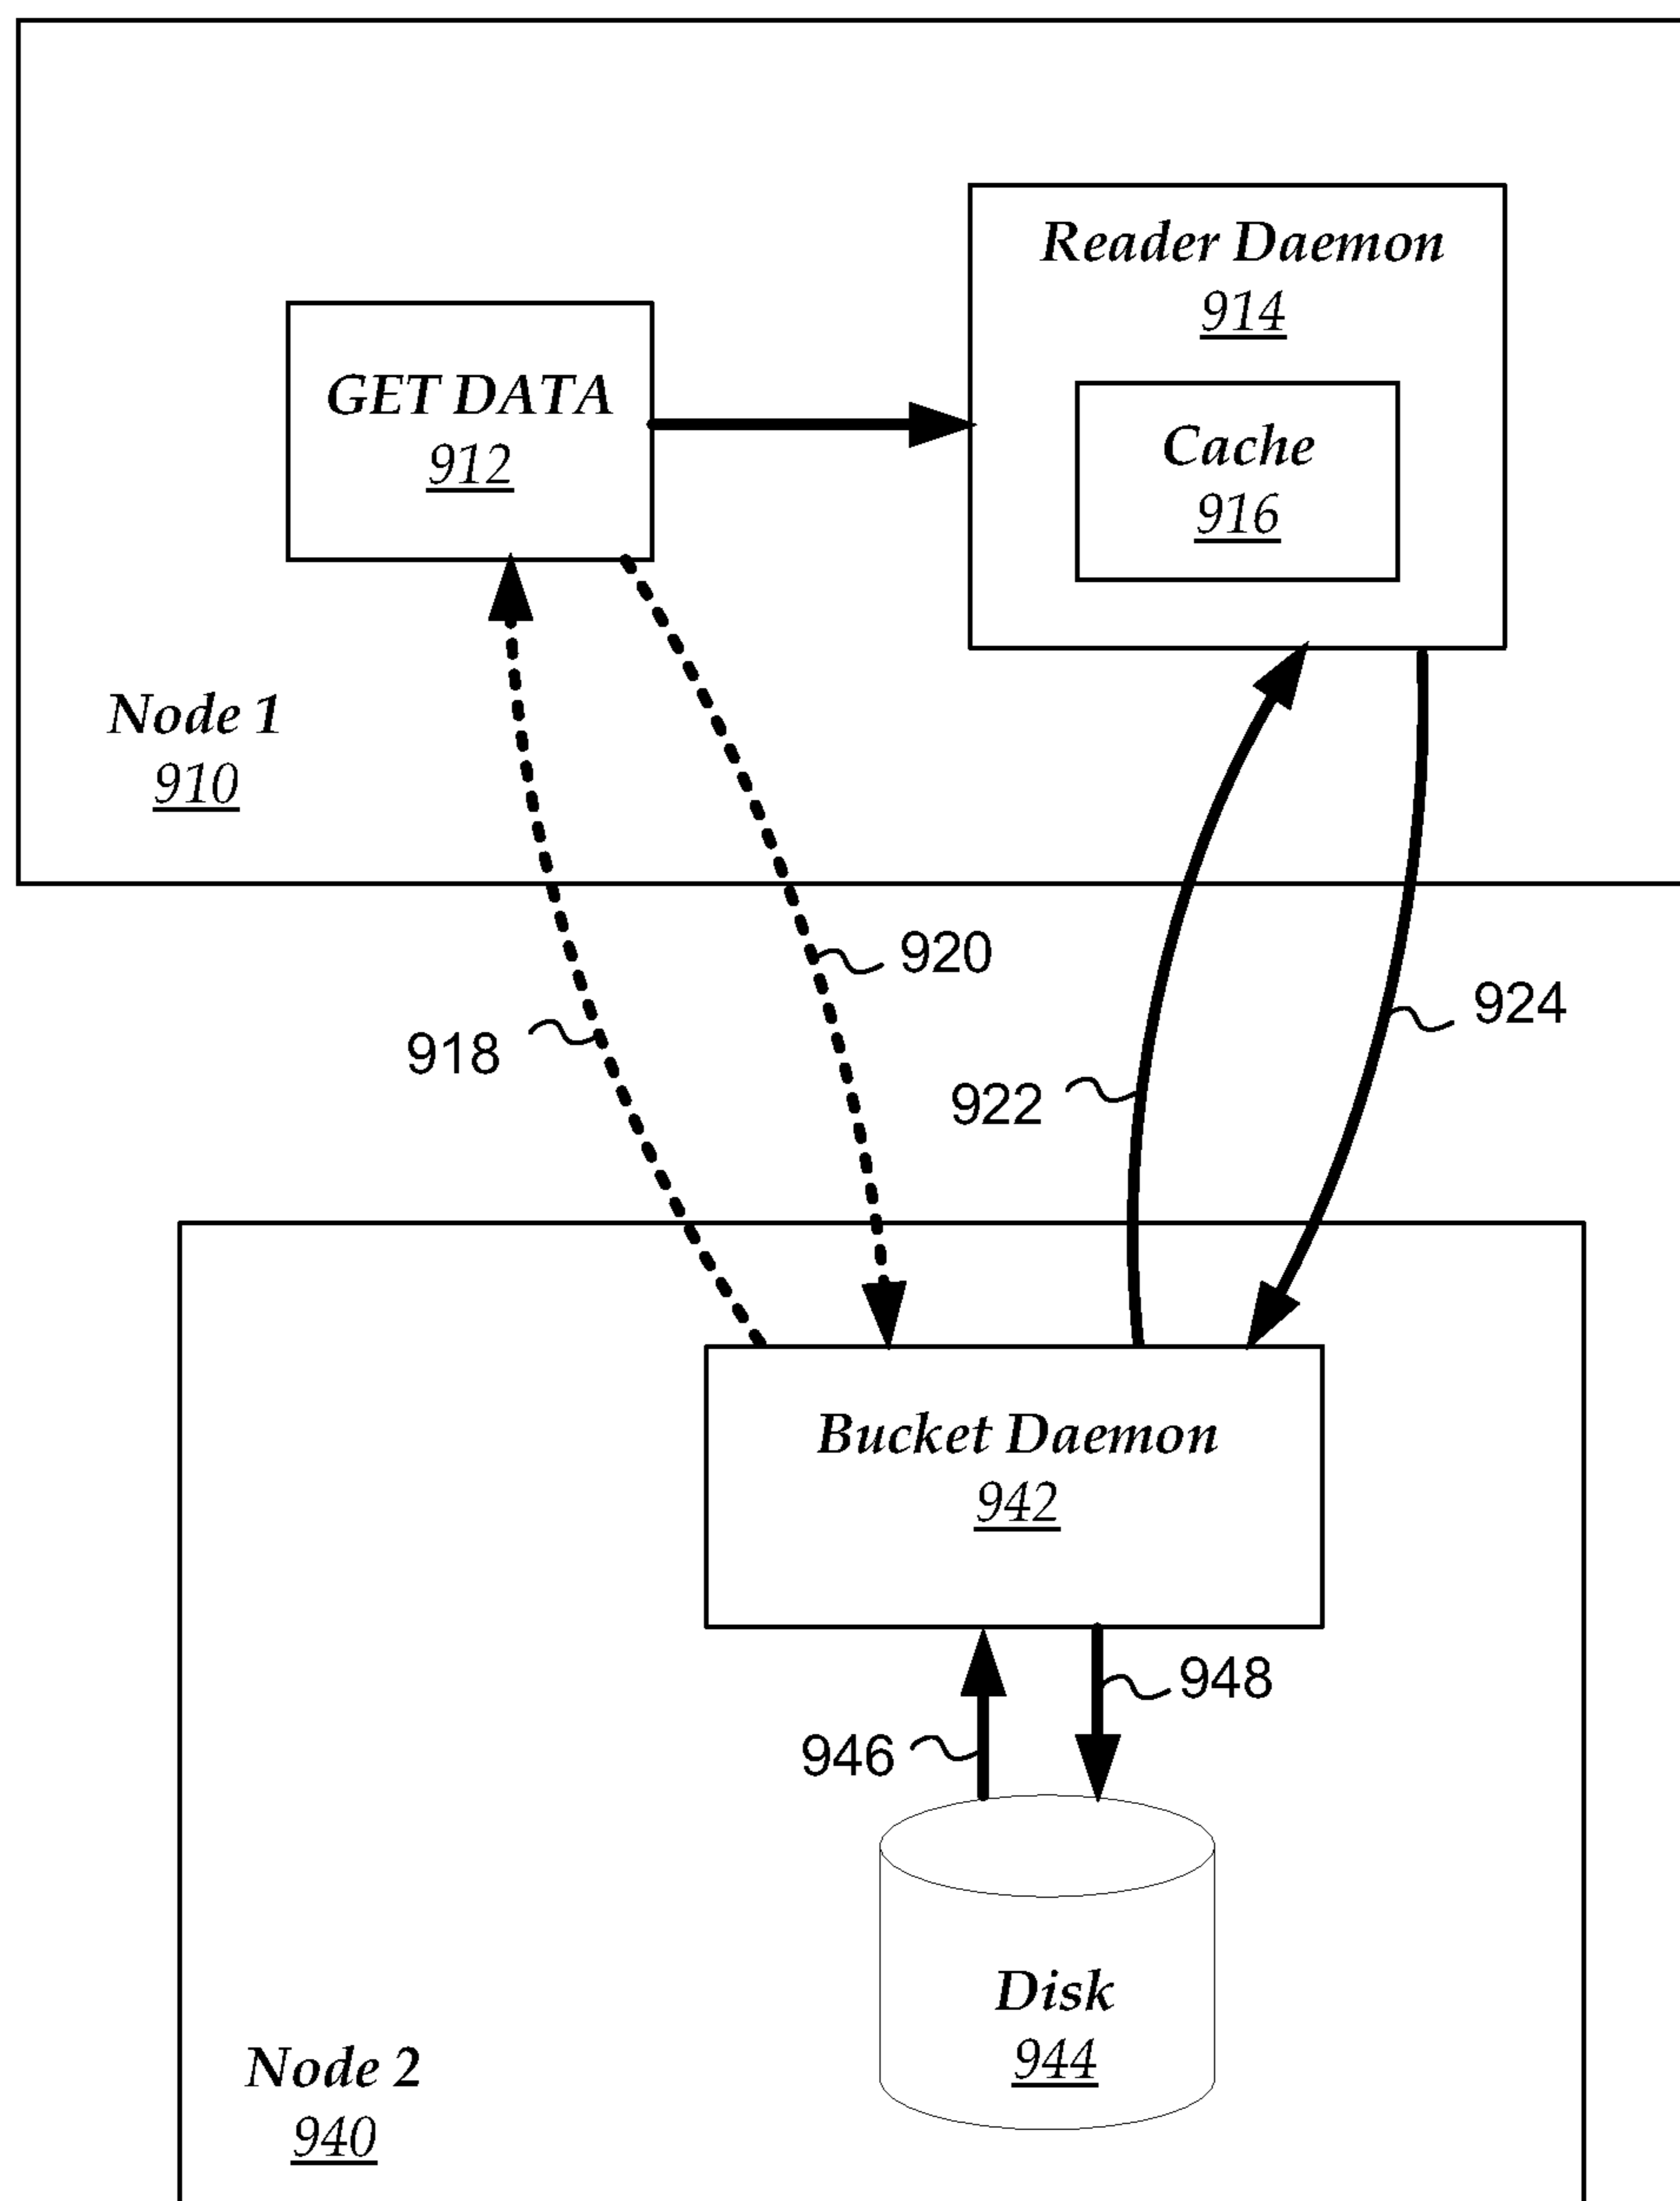 Reader Daemon
914
GET DATA
912
Cache
916
Node 1
910
920
918
924
922
Bucket Daemon
942
948
946
Disk
944
Node 2
940